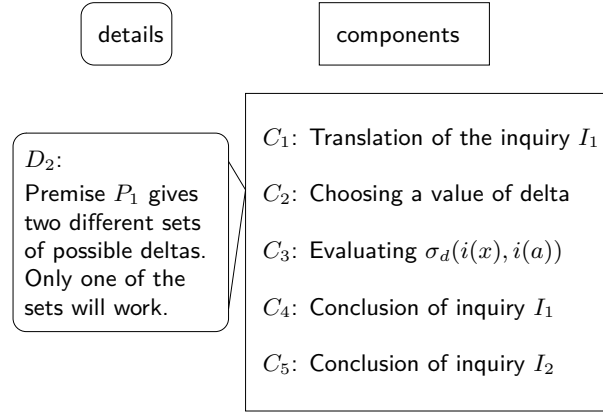 details
components
D₂:
Premise P₁ gives
two different sets
of possible deltas.
Only one of the
sets will work.
C₁: Translation of the inquiry I₁
C₂: Choosing a value of delta
C₃: Evaluating σ_d(i(x), i(a))
C₄: Conclusion of inquiry I₁
C₅: Conclusion of inquiry I₂